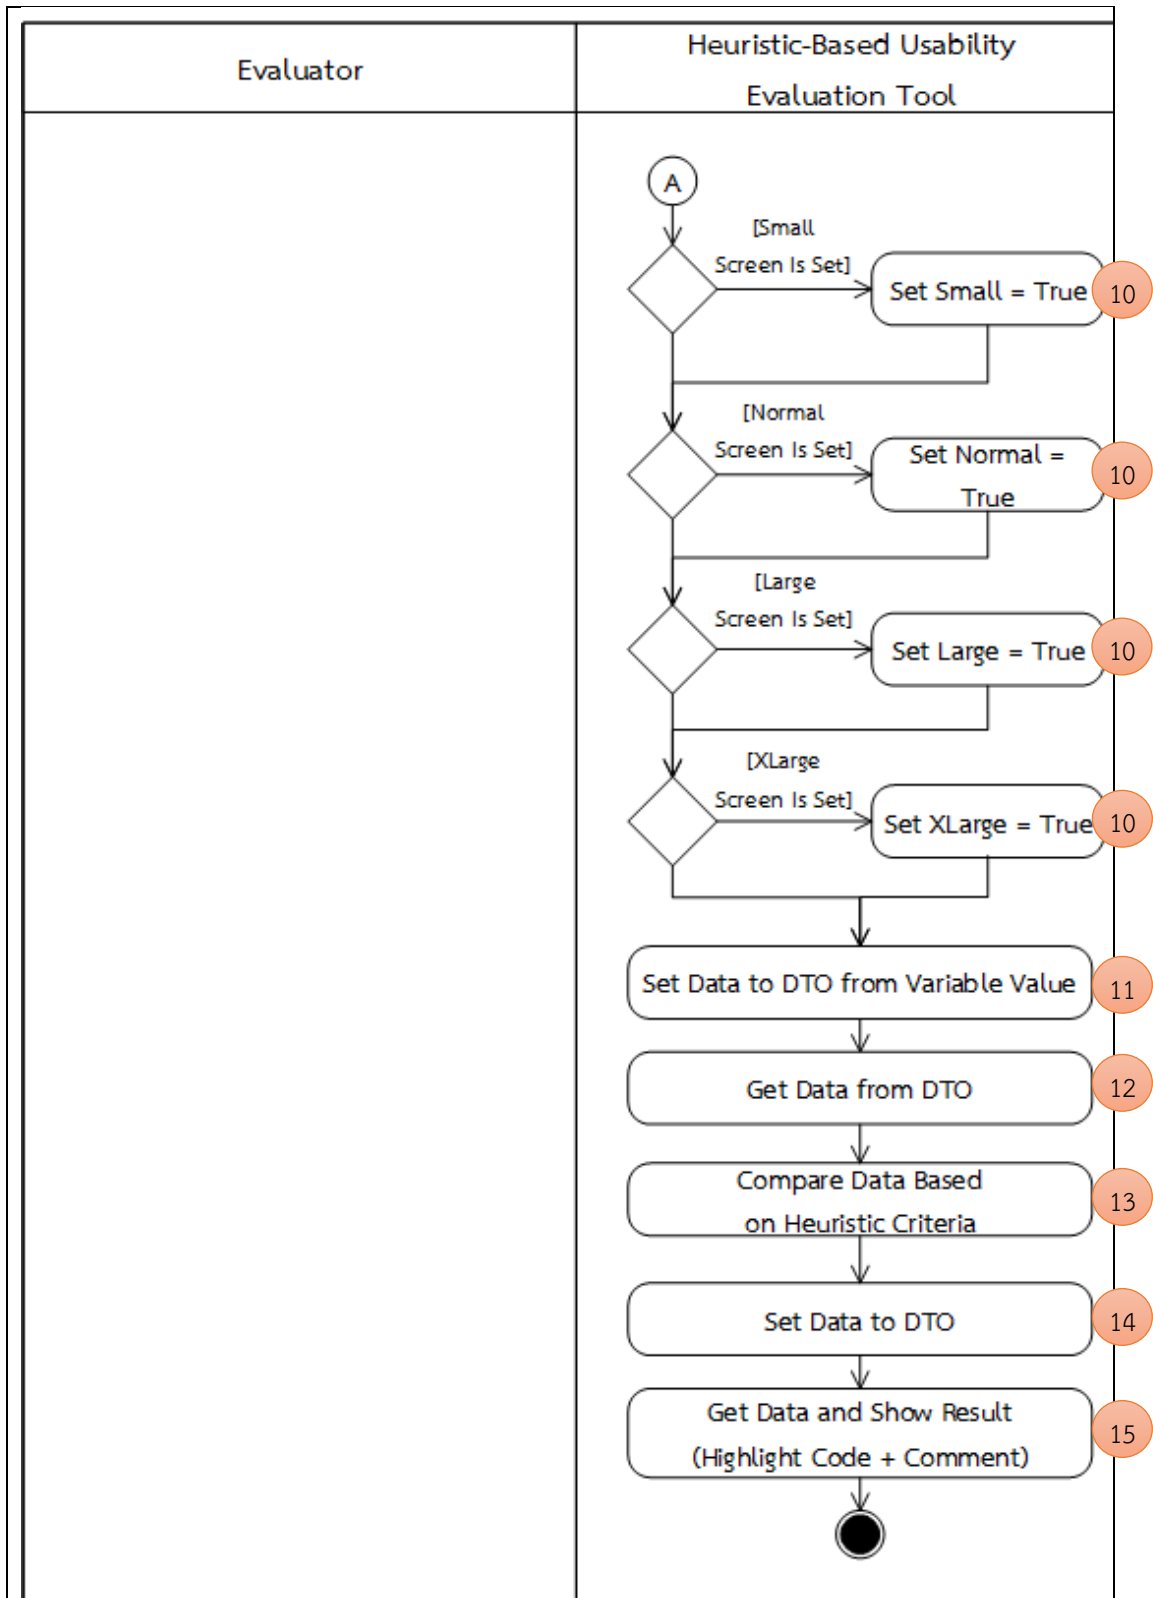 Evaluator
Heuristic-Based Usability
Evaluation Tool
A
[Small
Screen Is Set]
Set Small = True
10
[Normal
Screen Is Set]
Set Normal =
True
10
[Large
Screen Is Set]
Set Large = True
10
[XLarge
Screen Is Set]
Set XLarge = True
10
Set Data to DTO from Variable Value
11
Get Data from DTO
12
Compare Data Based
on Heuristic Criteria
13
Set Data to DTO
14
Get Data and Show Result
(Highlight Code + Comment)
15